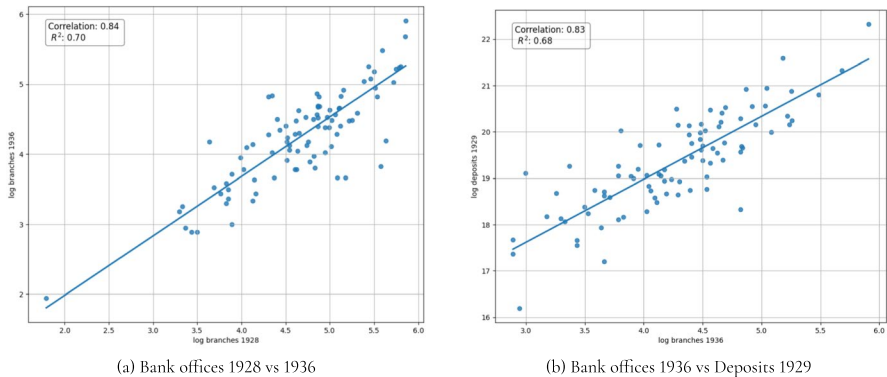 Correlation: 0.84
R²: 0.70
6
5
4
3
2
log branches 1936
2.0 2.5 3.0 3.5 4.0 4.5 5.0 5.5 6.0
log branches 1928
(a) Bank offices 1928 vs 1936
Correlation: 0.83
R²: 0.68
22
21
20
19
18
17
16
log deposits 1929
3.0 3.5 4.0 4.5 5.0 5.5 6.0
log branches 1936
(b) Bank offices 1936 vs Deposits 1929